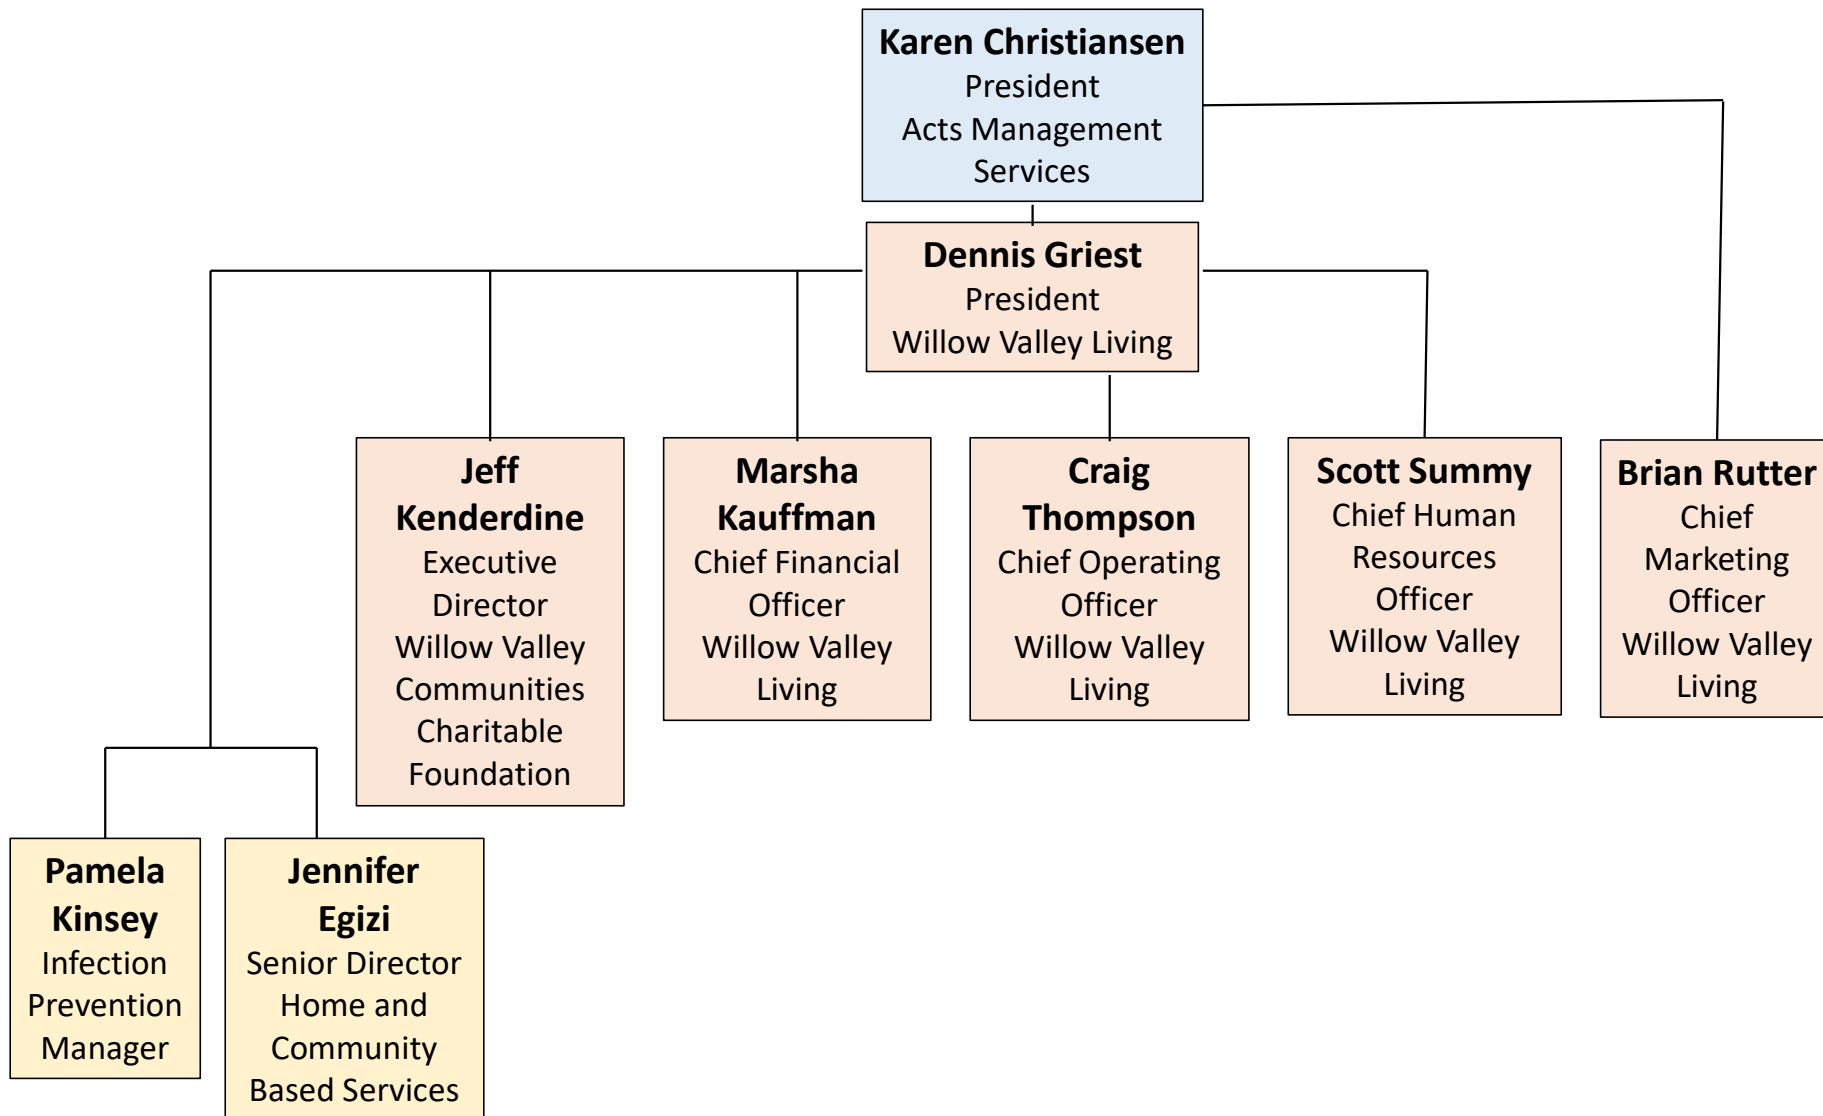 Karen Christiansen
President
Acts Management
Services
Dennis Griest
President
Willow Valley Living
Jeff
Kenderdine
Executive
Director
Willow Valley
Communities
Charitable
Foundation
Marsha
Kauffman
Chief Financial
Officer
Willow Valley
Living
Craig
Thompson
Chief Operating
Officer
Willow Valley
Living
Scott Summy
Chief Human
Resources
Officer
Willow Valley
Living
Brian Rutter
Chief
Marketing
Officer
Willow Valley
Living
Pamela
Kinsey
Infection
Prevention
Manager
Jennifer
Egizi
Senior Director
Home and
Community
Based Services